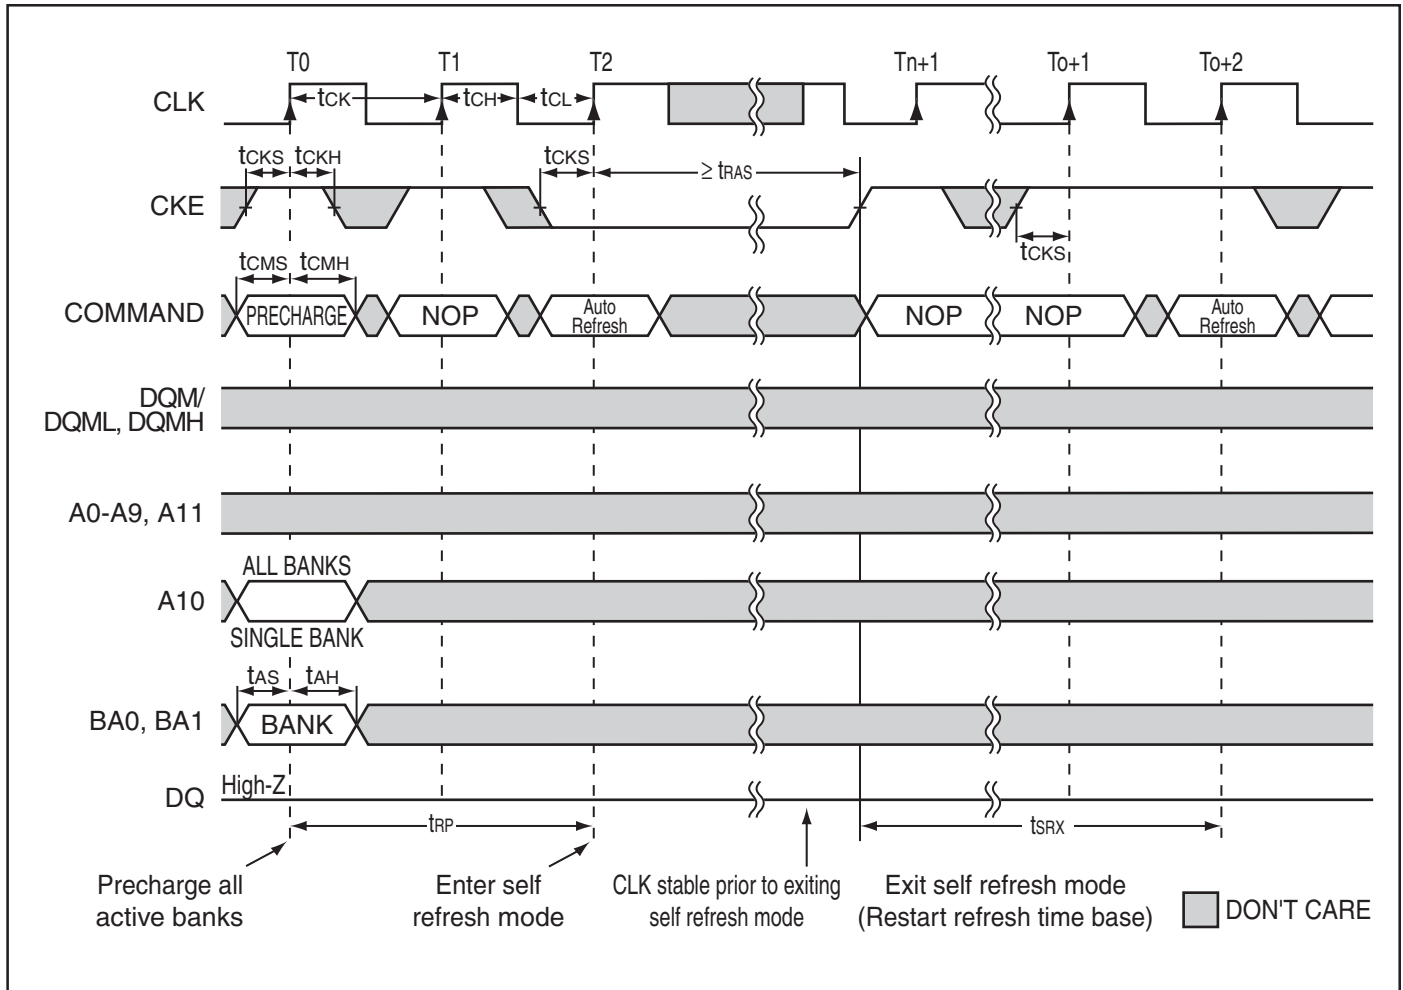 T0 T1 T2 Tn+1 To+1 To+2
CLK tCK tCH tCL
tCKS tCKH tCKS ≥ tRAS
CKE
tCKS
tCMS tCMH
COMMAND PRECHARGE NOP Auto Refresh NOP NOP Auto Refresh
DQM/
DQML, DQMH
A0-A9, A11
ALL BANKS
A10
SINGLE BANK
tAS tAH
BA0, BA1 BANK
DQ High-Z
tRP tSRX
Precharge all
active banks
Enter self
refresh mode
CLK stable prior to exiting
self refresh mode
Exit self refresh mode
(Restart refresh time base)
DON'T CARE